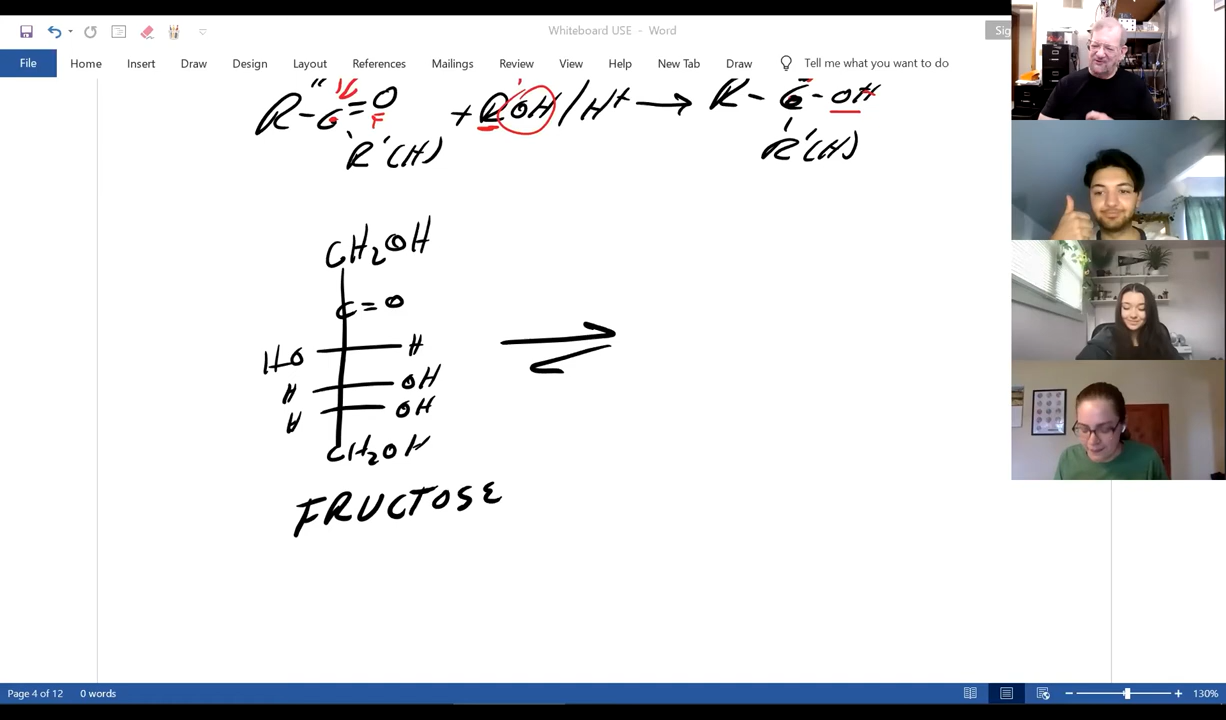 Whiteboard USE - Word
File Home Insert Draw Design Layout References Mailings Review View Help New Tab Draw Tell me what you want to do
R-C=O + ROH/H+ → R-C-OH
R'(H) R'(H)
CH2OH
C=O
HO H
H OH
H OH
CH2OH
FRUCTOSE
Page 4 of 12 0 words 130%